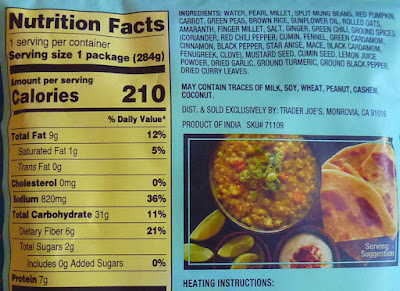 Nutrition Facts
1 serving per container
Serving size 1 package (284g)
Amount per serving
Calories 210
% Daily Value*
Total Fat 9g 12%
Saturated Fat 1g 5%
Trans Fat 0g
Cholesterol 0mg 0%
Sodium 820mg 36%
Total Carbohydrate 31g 11%
Dietary Fiber 6g 21%
Total Sugars 2g
Includes 0g Added Sugars 0%
Protein 7g
INGREDIENTS: WATER, PEARL MILLET, SPLIT MUNG BEANS, RED PUMPKIN,
CARROT, GREEN PEAS, BROWN RICE, SUNFLOWER OIL, ROLLED OATS,
AMARANTH, FINGER MILLET, SALT, GINGER, GREEN CHILI, GROUND SPICES
(CORIANDER, RED CHILI PEPPER, CUMIN, FENNEL, GREEN CARDAMOM,
CINNAMON, BLACK PEPPER, STAR ANISE, MACE, BLACK CARDAMOM,
FENUGREEK, CLOVE), MUSTARD SEED, CUMIN SEED, LEMON JUICE
POWDER, DRIED GARLIC, GROUND TURMERIC, GROUND BLACK PEPPER,
DRIED CURRY LEAVES.
MAY CONTAIN TRACES OF MILK, SOY, WHEAT, PEANUT, CASHEW,
COCONUT.
DIST. & SOLD EXCLUSIVELY BY: TRADER JOE'S, MONROVIA, CA 91016
PRODUCT OF INDIA SKU# 71109
Serving
Suggestion
HEATING INSTRUCTIONS: